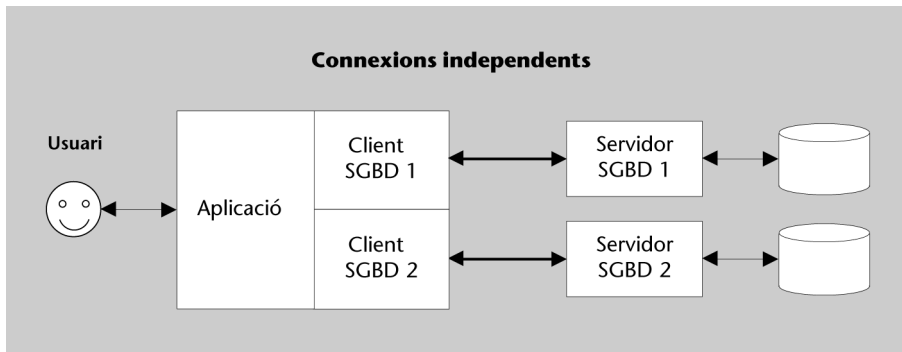 Connexions independents
Usuari
Aplicació
Client
SGBD 1
Servidor
SGBD 1
Client
SGBD 2
Servidor
SGBD 2